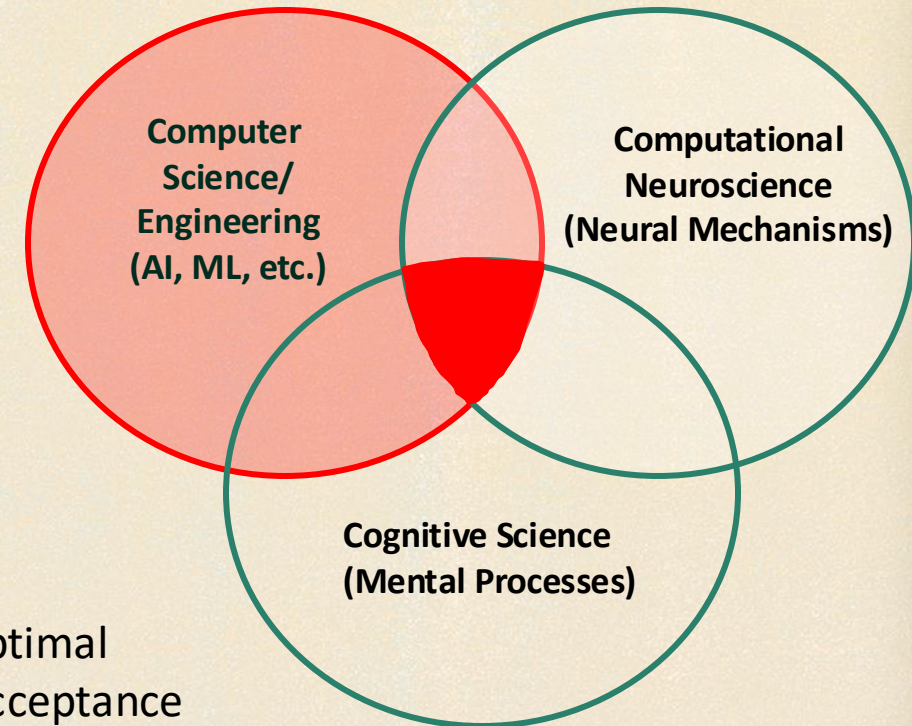 Computer
Science/
Engineering
(AI, ML, etc.)
Computational
Neuroscience
(Neural Mechanisms)
Cognitive Science
(Mental Processes)